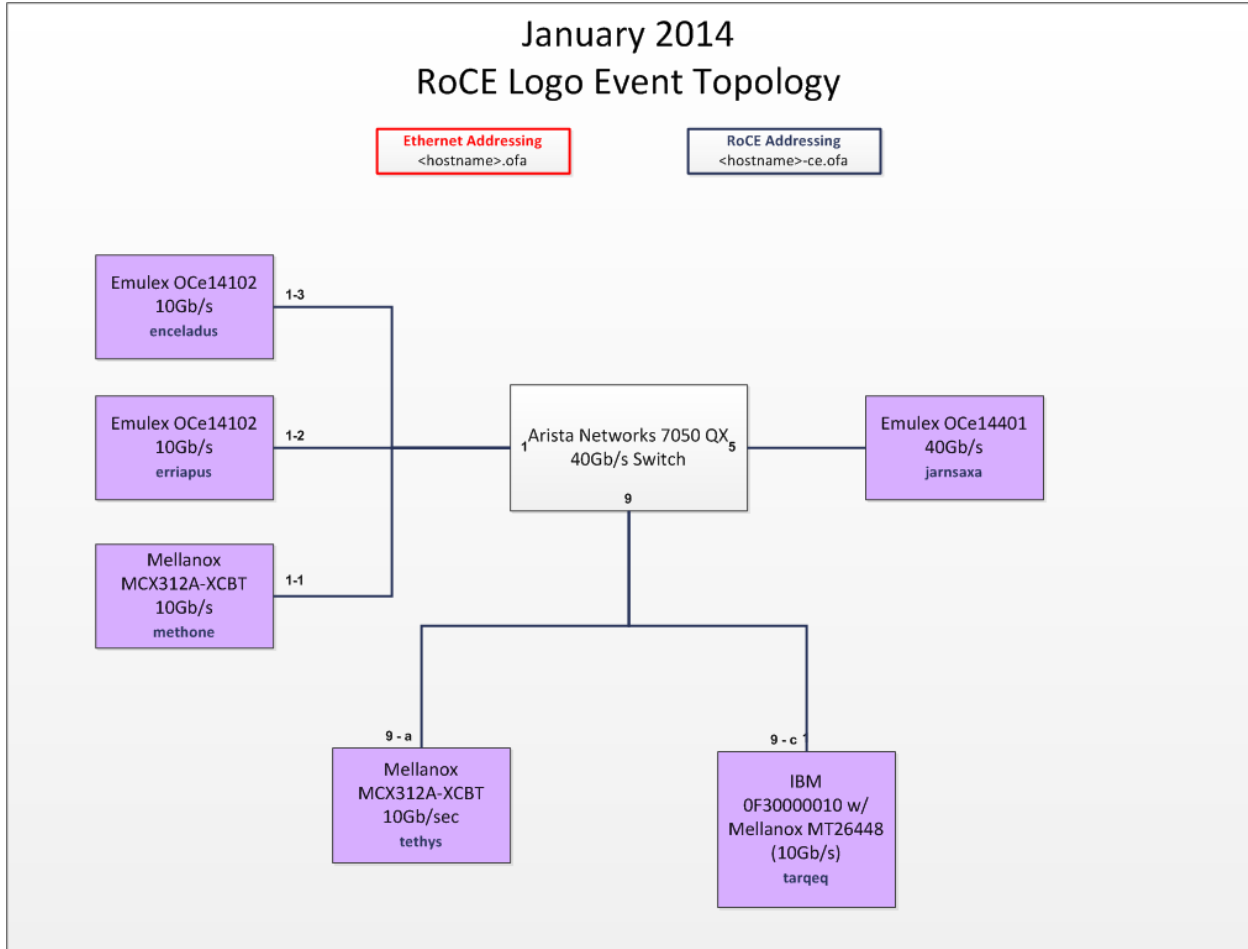 January 2014
RoCE Logo Event Topology
Ethernet Addressing
<hostname>.ofa
RoCE Addressing
<hostname>-ce.ofa
Emulex OCe14102
10Gb/s
enceladus
1-3
Emulex OCe14102
10Gb/s
erriapus
1-2
Mellanox
MCX312A-XCBT
10Gb/s
methone
1-1
1
Arista Networks 7050 QX
40Gb/s Switch
5
9
Emulex OCe14401
40Gb/s
jarnsaxa
9 - a
Mellanox
MCX312A-XCBT
10Gb/sec
tethys
9 - c 1
IBM
0F30000010 w/
Mellanox MT26448
(10Gb/s)
tarqeq